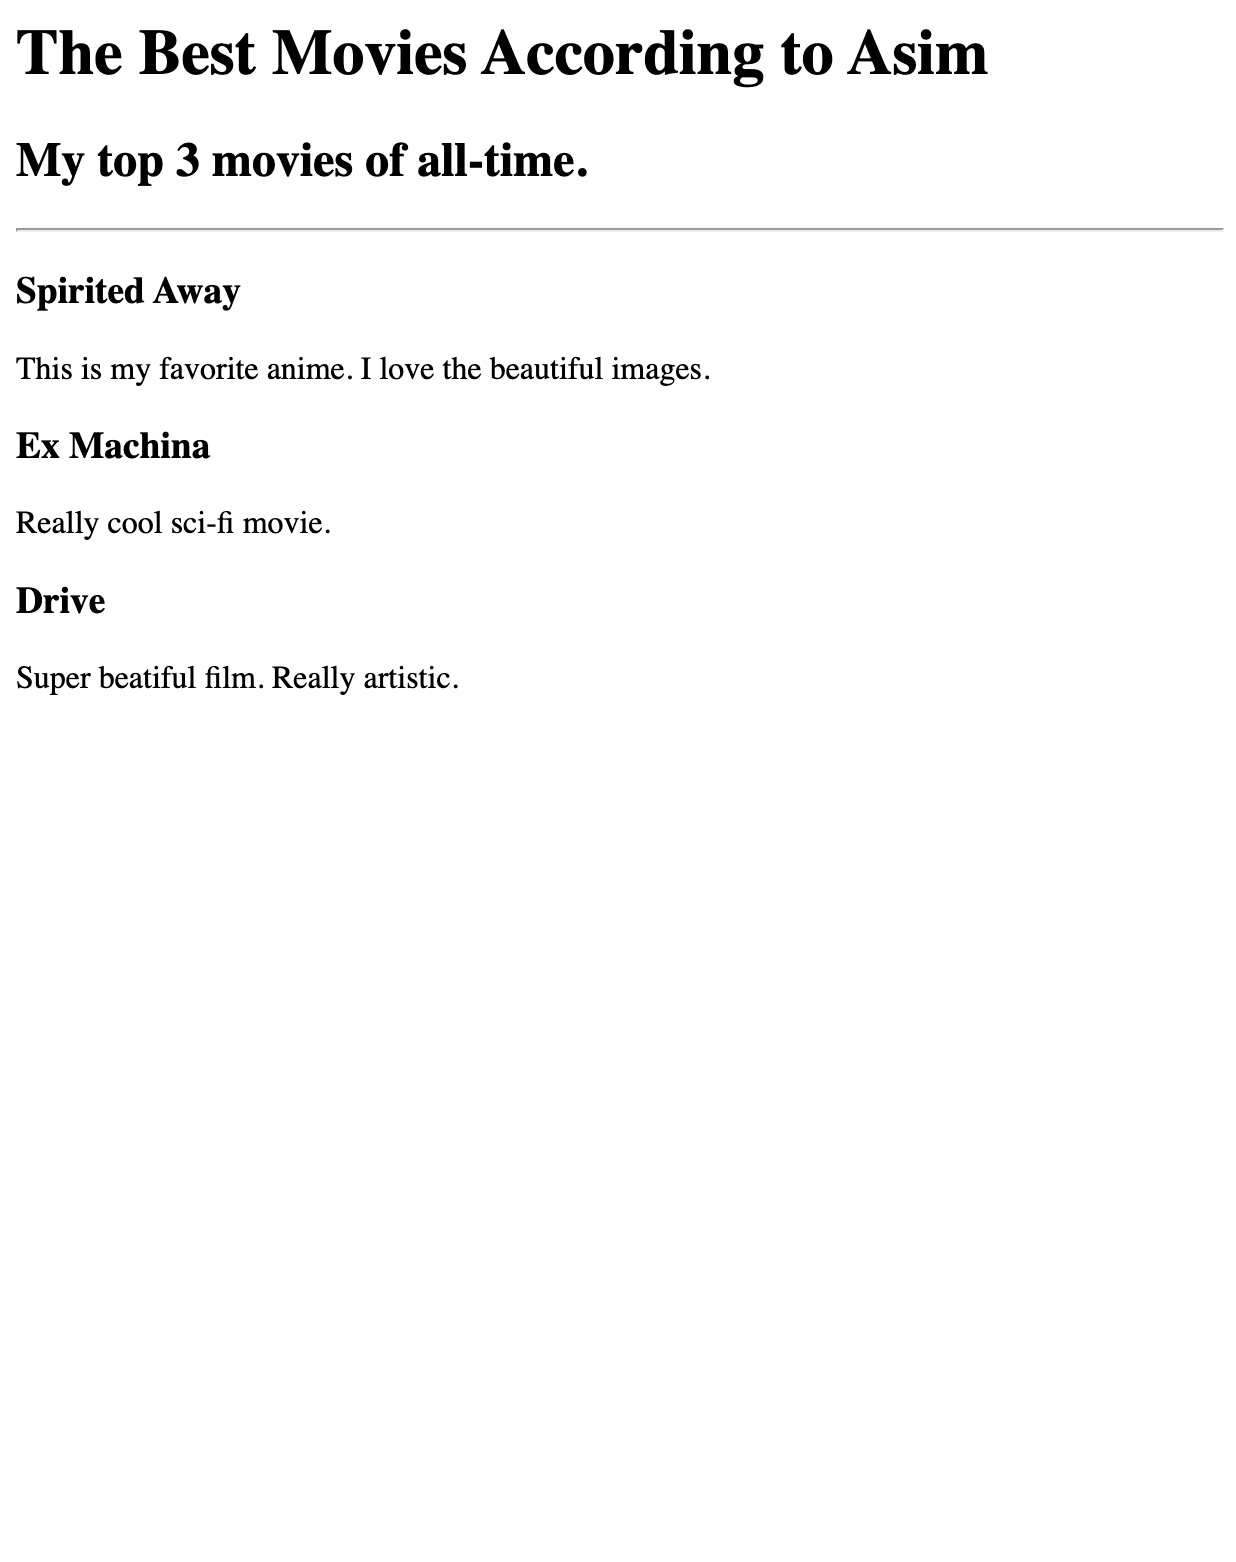 The Best Movies According to Asim
My top 3 movies of all-time.
Spirited Away
This is my favorite anime. I love the beautiful images.
Ex Machina
Really cool sci-fi movie.
Drive
Super beatiful film. Really artistic.